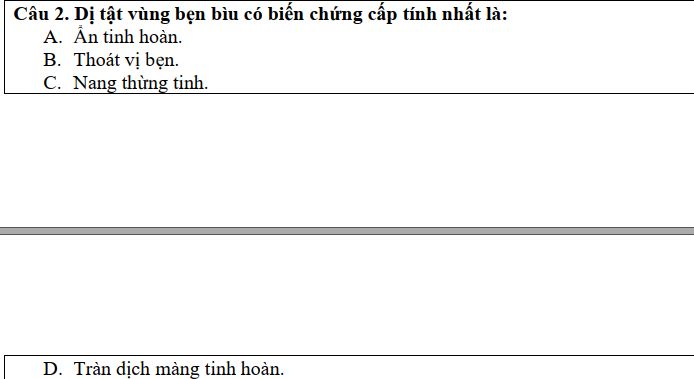 Câu 2. Dị tật vùng bẹn bìu có biến chứng cấp tính nhất là:
A. Ẩn tinh hoàn.
B. Thoát vị bẹn.
C. Nang thừng tinh.
D. Tràn dịch màng tinh hoàn.